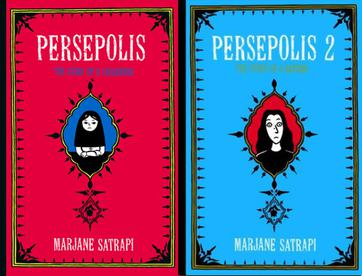 PERSEPOLIS
THE STORY OF A CHILDHOOD
MARJANE SATRAPI
PERSEPOLIS 2
THE STORY OF A RETURN
MARJANE SATRAPI